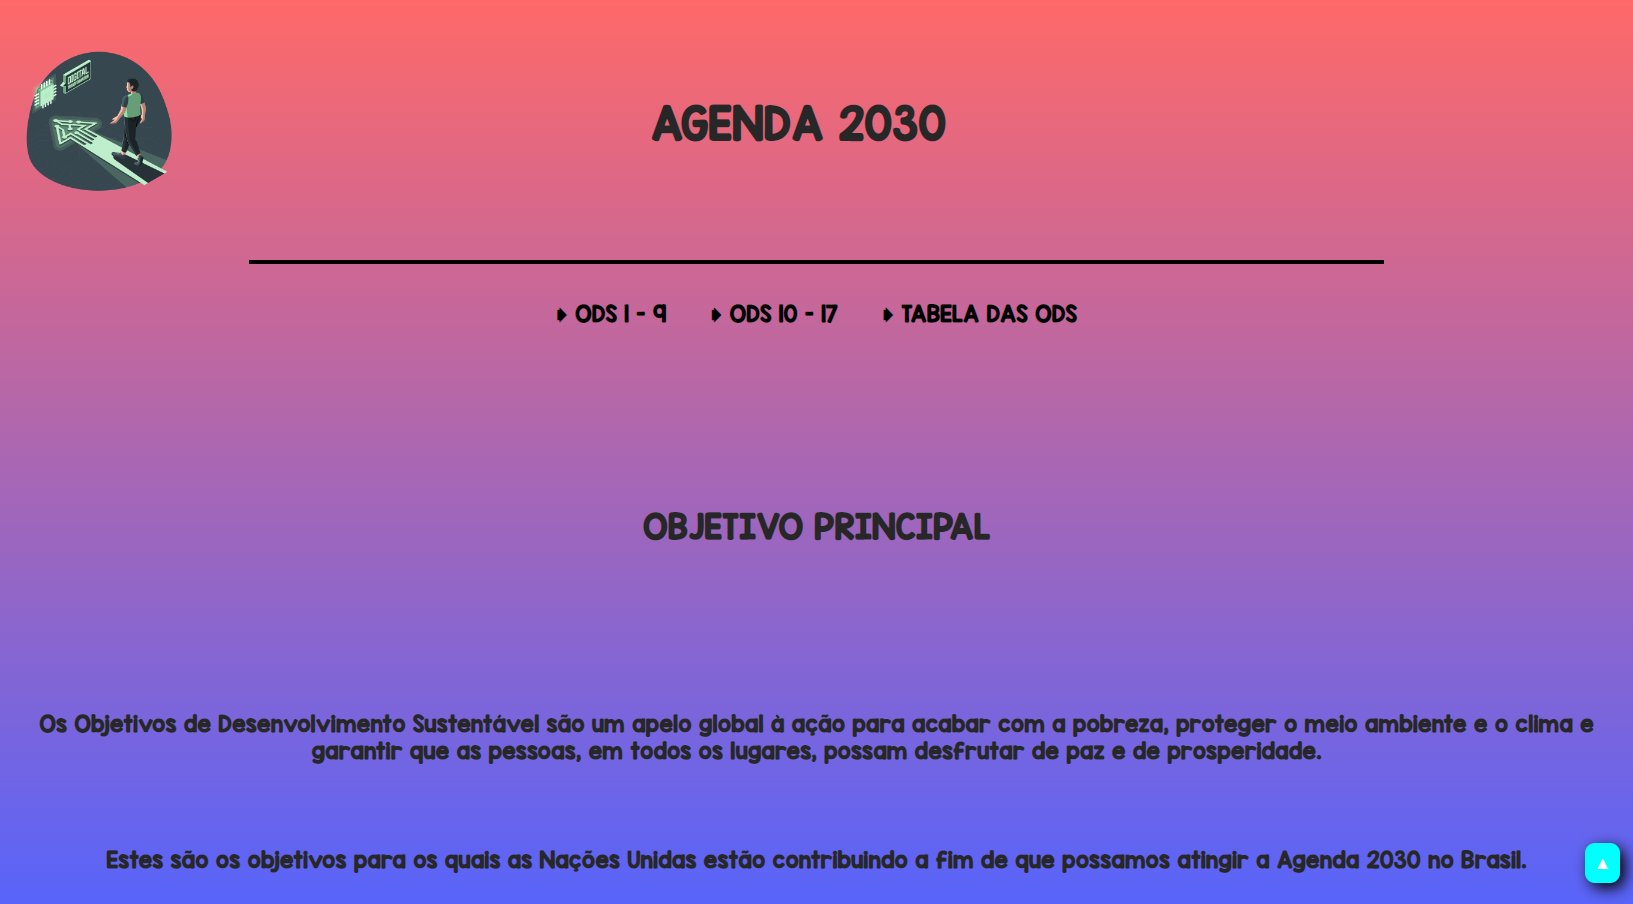 DIGITAL
AGENDA 2030
ODS 1 - 9 ODS 10 - 17 TABELA DAS ODS
OBJETIVO PRINCIPAL
Os Objetivos de Desenvolvimento Sustentável são um apelo global à ação para acabar com a pobreza, proteger o meio ambiente e o clima e
garantir que as pessoas, em todos os lugares, possam desfrutar de paz e de prosperidade.
Estes são os objetivos para os quais as Nações Unidas estão contribuindo a fim de que possamos atingir a Agenda 2030 no Brasil.